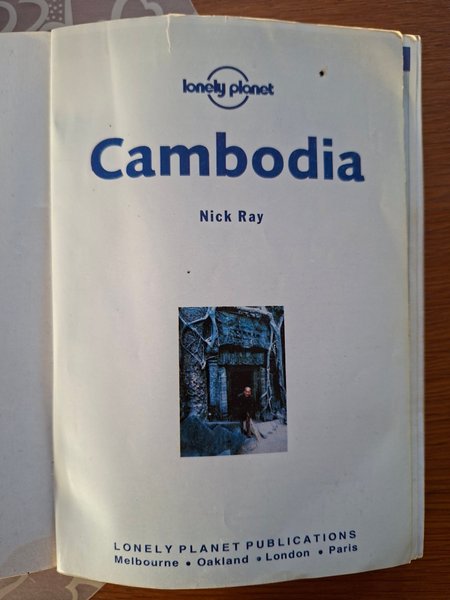 lonely planet
Cambodia
Nick Ray
LONELY PLANET PUBLICATIONS
Melbourne • Oakland • London • Paris